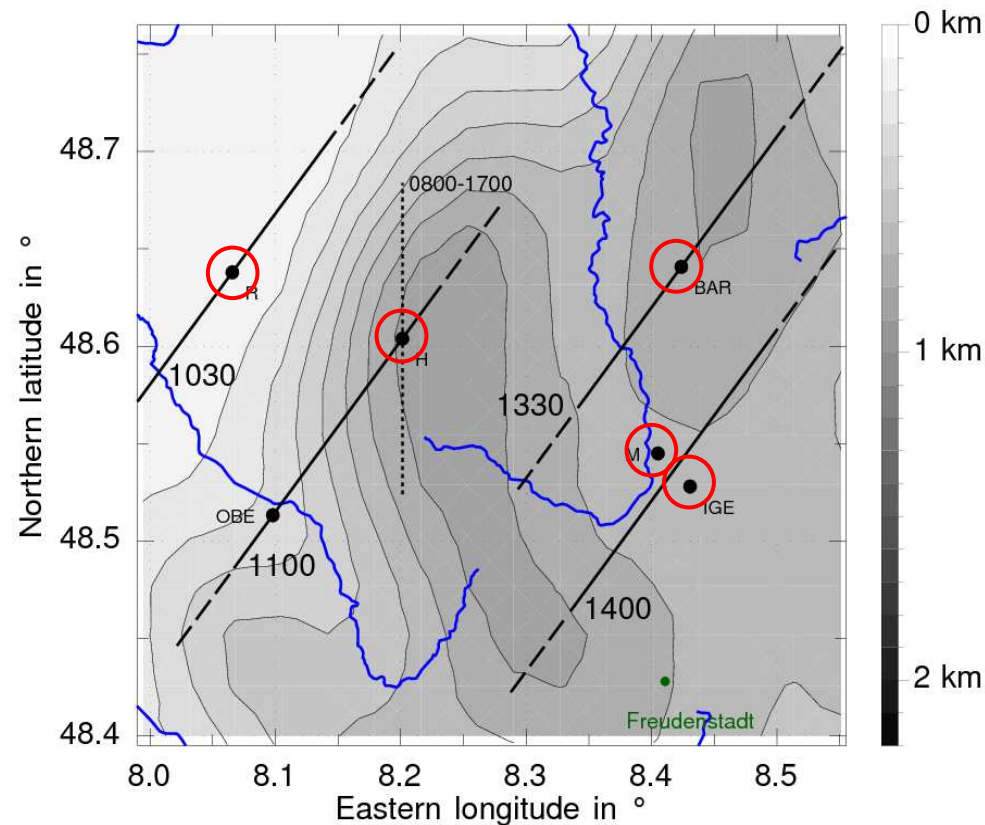 0 km
1 km
2 km
48.7
48.6
48.5
48.4
Northern latitude in °
0800-1700
R
BAR
H
1030
1330
M
IGE
OBE
1100
1400
Freudenstadt
8.0 8.1 8.2 8.3 8.4 8.5
Eastern longitude in °